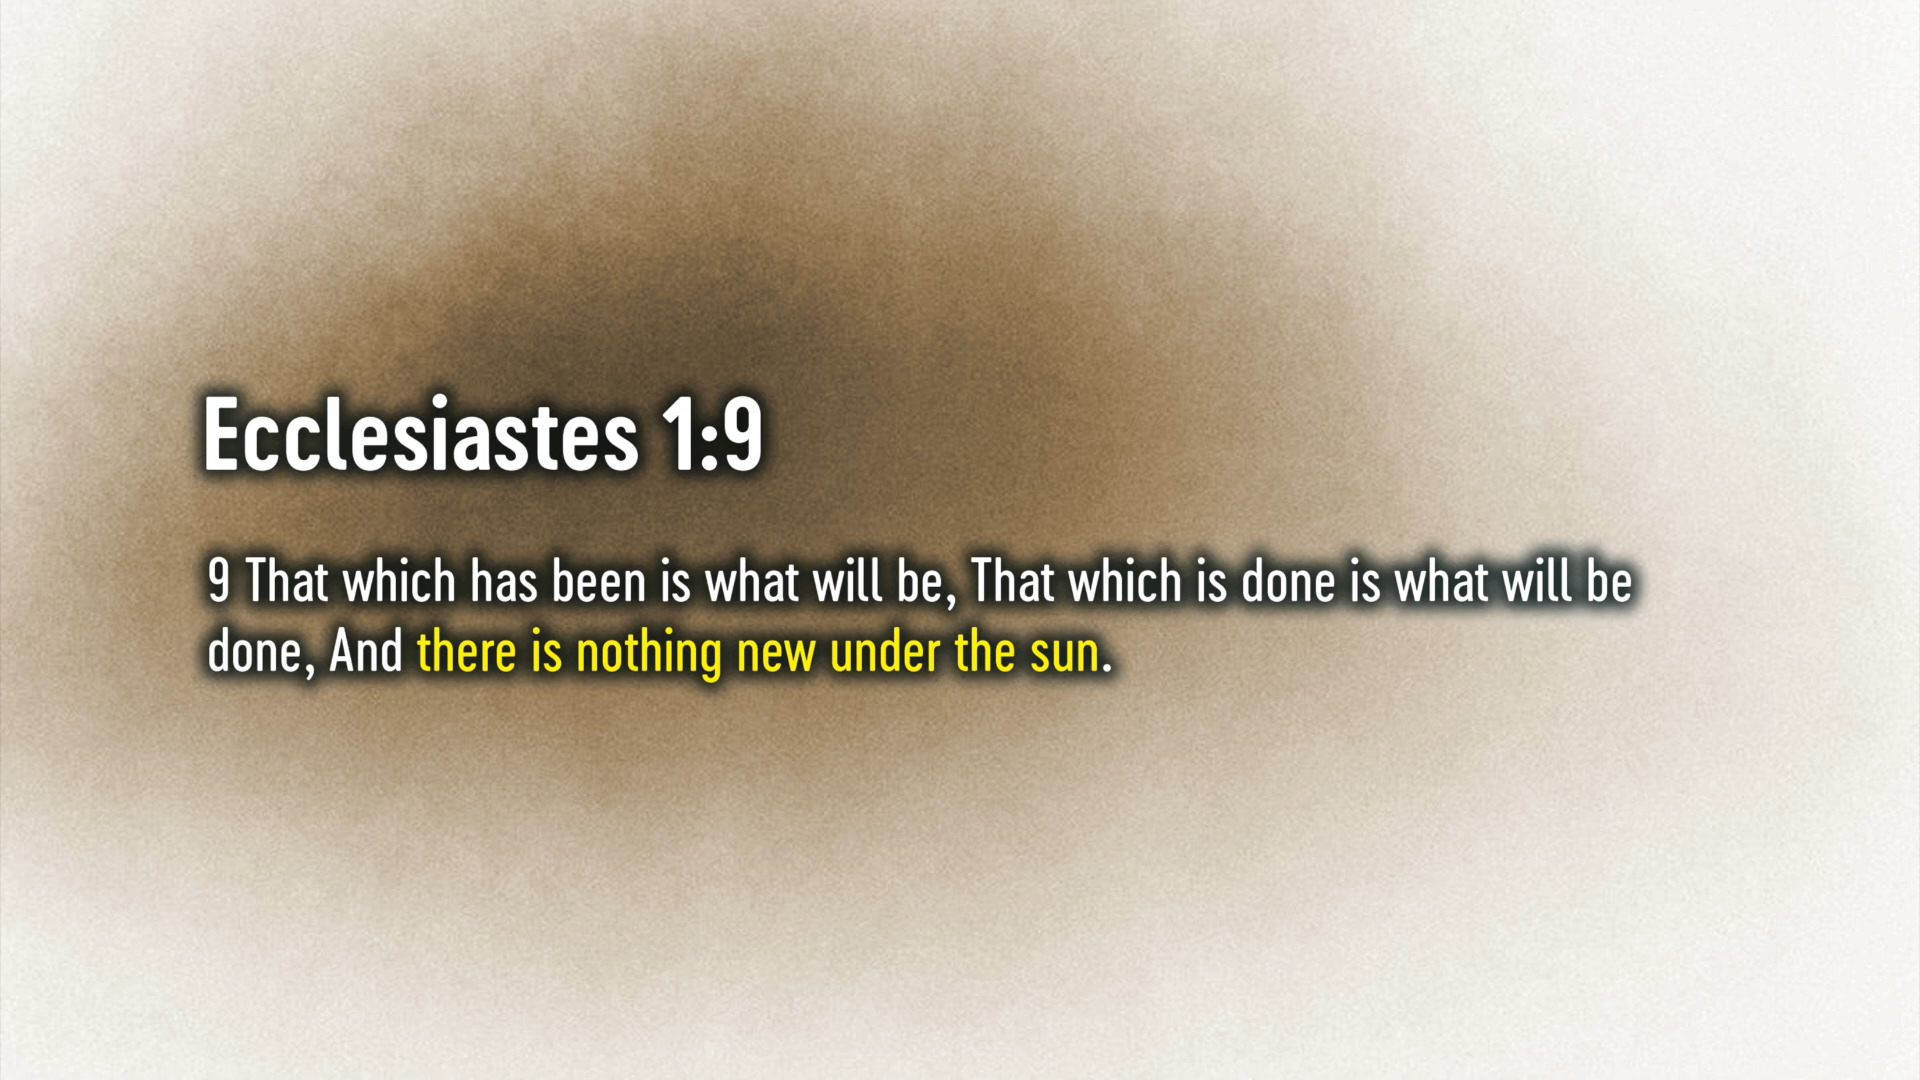 Ecclesiastes 1:9
9 That which has been is what will be, That which is done is what will be
done, And there is nothing new under the sun.